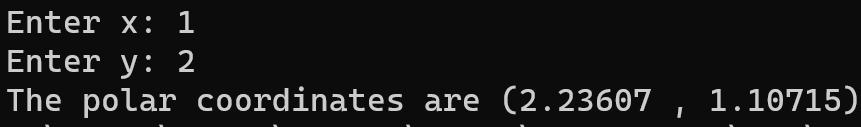 Enter x: 1
Enter y: 2
The polar coordinates are (2.23607 , 1.10715)